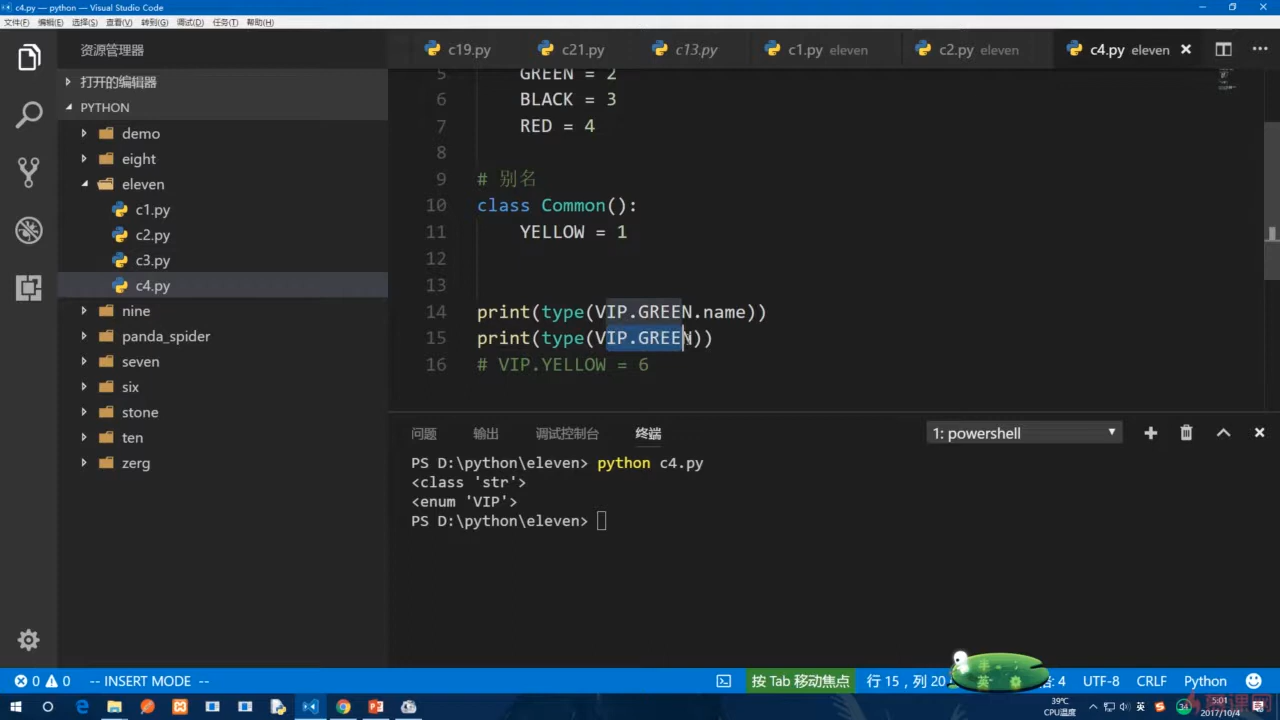 c4.py — python — Visual Studio Code
文件(F) 编辑(E) 选择(S) 查看(V) 转到(G) 调试(D) 任务(T) 帮助(H)
资源管理器
打开的编辑器
PYTHON
demo
eight
eleven
c1.py
c2.py
c3.py
c4.py
nine
panda_spider
seven
six
stone
ten
zerg
c19.py c21.py c13.py c1.py eleven c2.py eleven c4.py eleven
5 GREEN = 2
6 BLACK = 3
7 RED = 4
8
9 # 别名
10 class Common():
11 YELLOW = 1
12
13
14 print(type(VIP.GREEN.name))
15 print(type(VIP.GREEN))
16 # VIP.YELLOW = 6
问题 输出 调试控制台 终端 1: powershell
PS D:\python\eleven> python c4.py
<class 'str'>
<enum 'VIP'>
PS D:\python\eleven>
0 0 -- INSERT MODE -- 按 Tab 移动焦点 行 15，列 20 格: 4 UTF-8 CRLF Python
39℃
CPU温度
英
34
5:01
2017/10/4